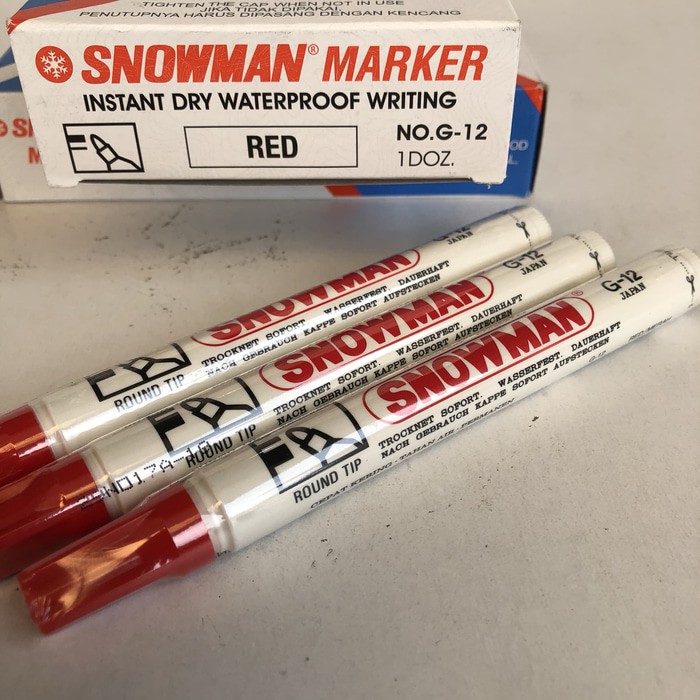 TIGHTEN THE CAP WHEN NOT IN USE
JIKA TIDAK DIPAKAI,
PENUTUPNYA HARUS DIPASANG DENGAN KENCANG
SNOWMAN® MARKER
INSTANT DRY WATERPROOF WRITING
RED
NO.G-12
1DOZ.
G-12
JAPAN
SNOWMAN
TROCKNET SOFORT. WASSERFEST. DAUERHAFT
NACH GEBRAUCH KAPPE SOFORT AUFSTECKEN
ROUND TIP
G-12
JAPAN
SNOWMAN
TROCKNET SOFORT. WASSERFEST. DAUERHAFT
NACH GEBRAUCH KAPPE SOFORT AUFSTECKEN
ROUND TIP
G-12
JAPAN
SNOWMAN®
TROCKNET SOFORT. WASSERFEST. DAUERHAFT
NACH GEBRAUCH KAPPE SOFORT AUFSTECKEN
CEPAT KERING - TAHAN AIR - PERMANEN
ROUND TIP